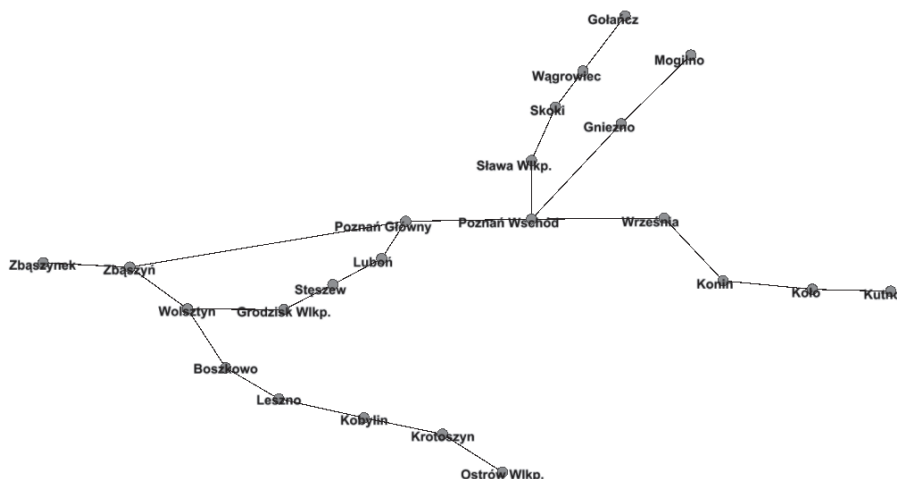 Gołańcz
Mogilno
Wągrowiec
Skoki
Gniezno
Sława Wlkp.
Poznań Główny
Poznań Wschód
Września
Zbąszynek
Zbąszyń
Luboń
Stęszew
Konin
Koło
Kutno
Wolsztyn
Grodzisk Wlkp.
Boszkowo
Leszno
Kobylin
Krotoszyn
Ostrów Wlkp.